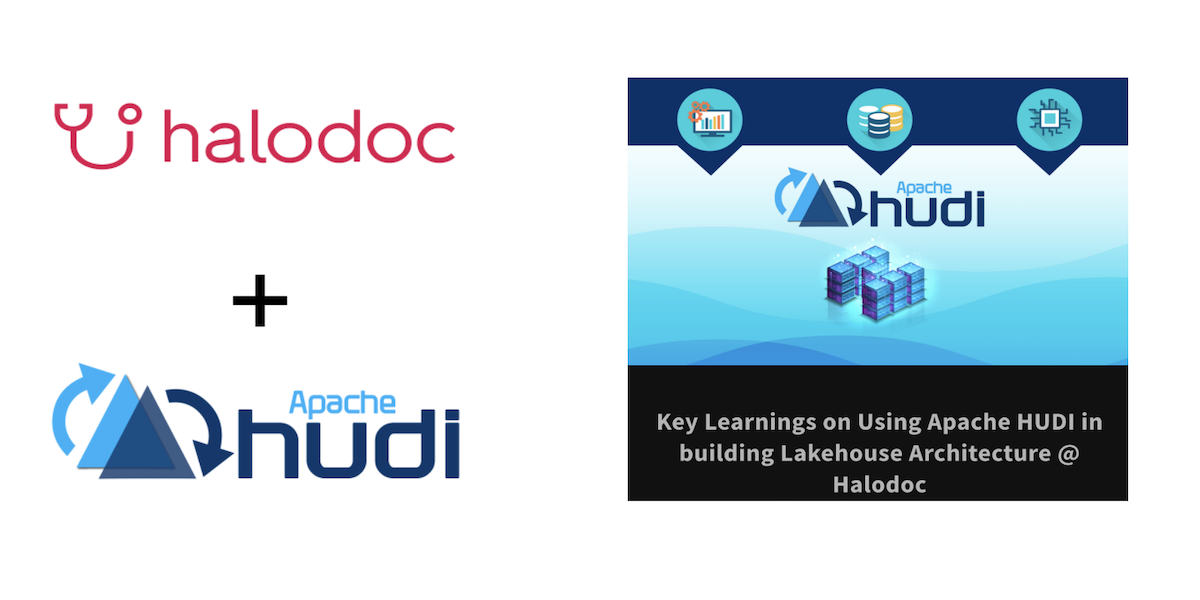 halodoc
+
Apache
hudi
Apache
hudi
Key Learnings on Using Apache HUDI in
building Lakehouse Architecture @
Halodoc